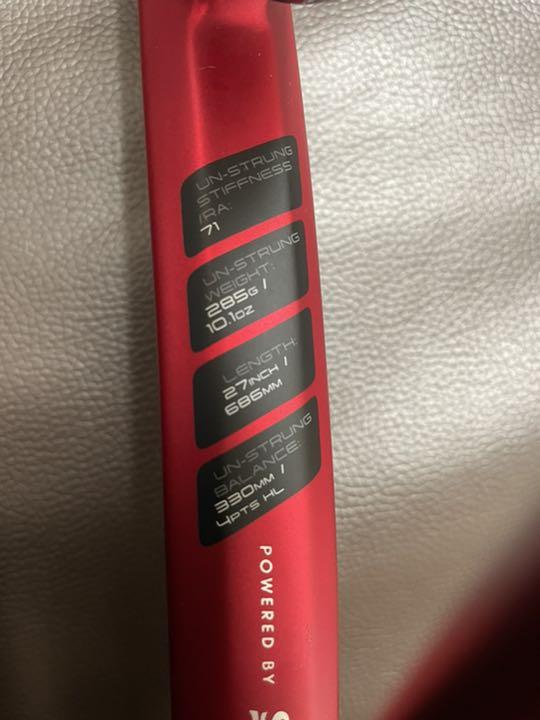 UN-STRUNG
STIFFNESS
(RA:
71
UN-STRUNG
WEIGHT:
285G /
10.1OZ
LENGTH:
27INCH /
686MM
UN-STRUNG
BALANCE:
330MM /
4PTS HL
POWERED BY